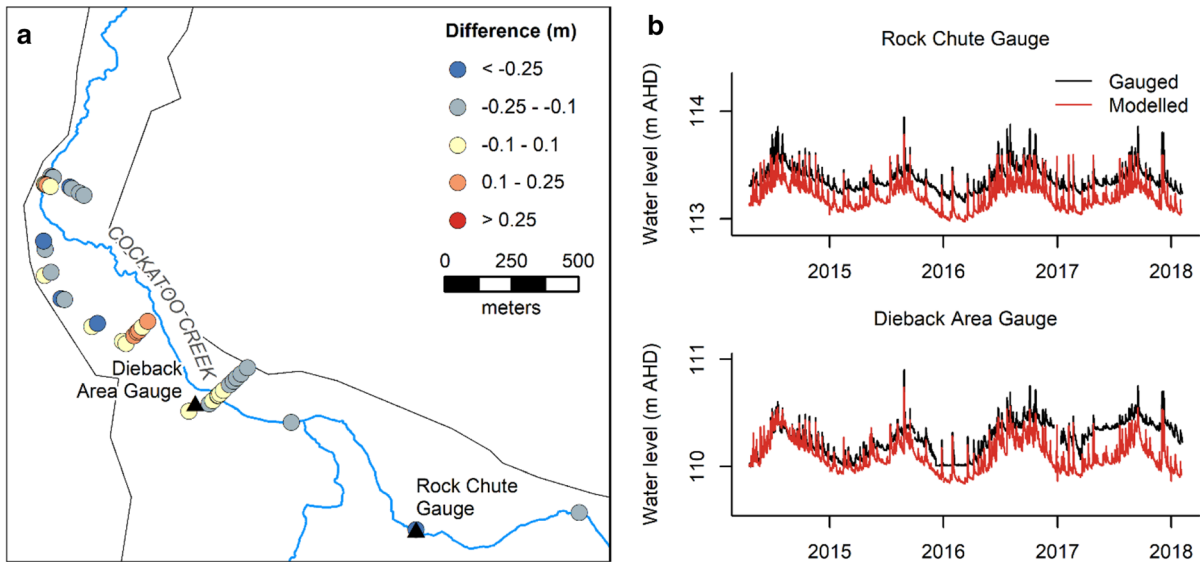 a
Difference (m)
< -0.25
-0.25 - -0.1
-0.1 - 0.1
0.1 - 0.25
> 0.25
0 250 500
meters
COCKATOO CREEK
Dieback
Area Gauge
Rock Chute
Gauge
b
Rock Chute Gauge
Gauged
Modelled
Water level (m AHD)
114
113
2015 2016 2017 2018
Dieback Area Gauge
Water level (m AHD)
111
110
2015 2016 2017 2018